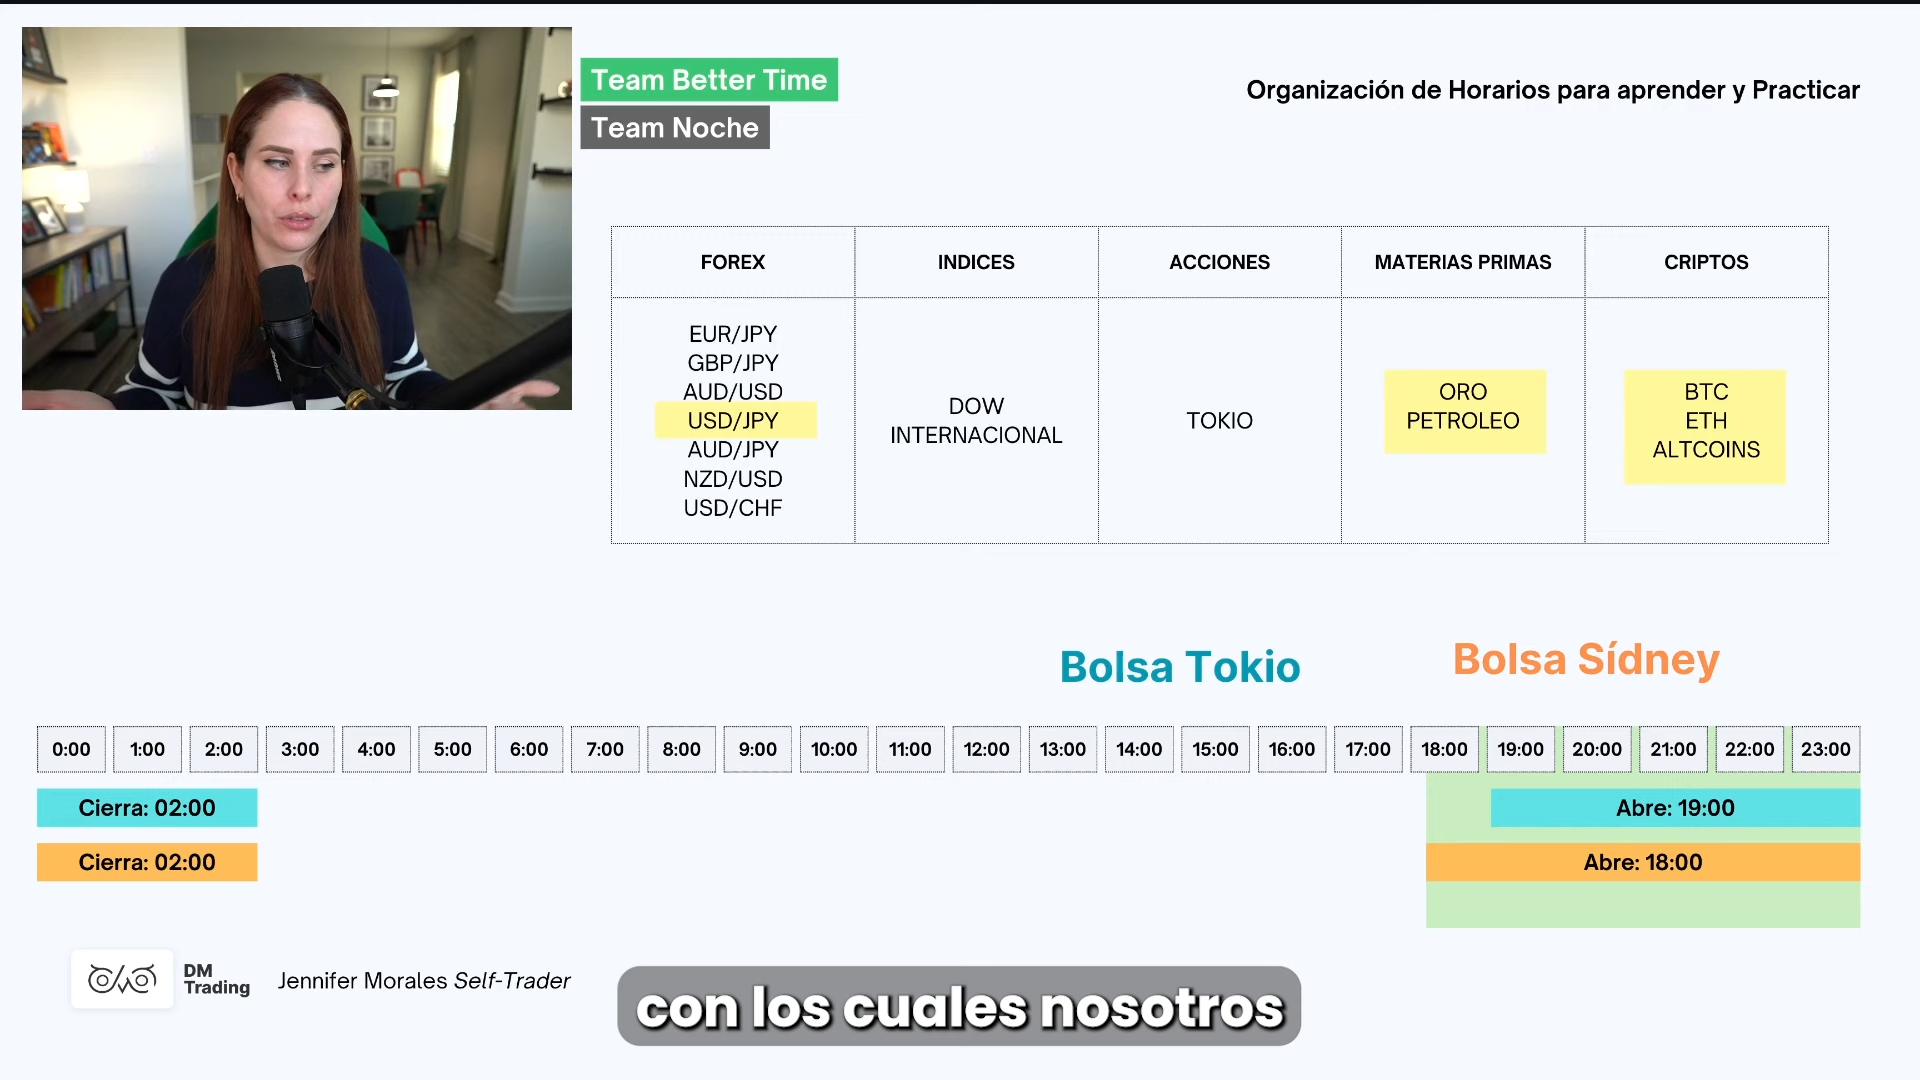 Team Better Time
Team Noche
Organización de Horarios para aprender y Practicar
FOREX
INDICES
ACCIONES
MATERIAS PRIMAS
CRIPTOS
EUR/JPY
GBP/JPY
AUD/USD
USD/JPY
AUD/JPY
NZD/USD
USD/CHF
DOW
INTERNACIONAL
TOKIO
ORO
PETROLEO
BTC
ETH
ALTCOINS
Bolsa Tokio
Bolsa Sídney
0:00 1:00 2:00 3:00 4:00 5:00 6:00 7:00 8:00 9:00 10:00 11:00 12:00 13:00 14:00 15:00 16:00 17:00 18:00 19:00 20:00 21:00 22:00 23:00
Cierra: 02:00
Abre: 19:00
Cierra: 02:00
Abre: 18:00
DM
Trading
Jennifer Morales Self-Trader
con los cuales nosotros